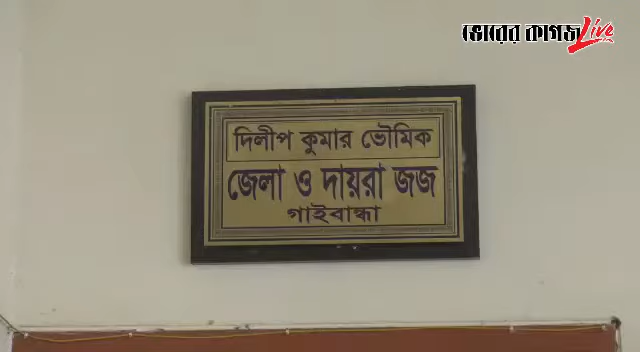 ভোরের কাগজ Live
দিলীপ কুমার ভৌমিক
জেলা ও দায়রা জজ
গাইবান্ধা